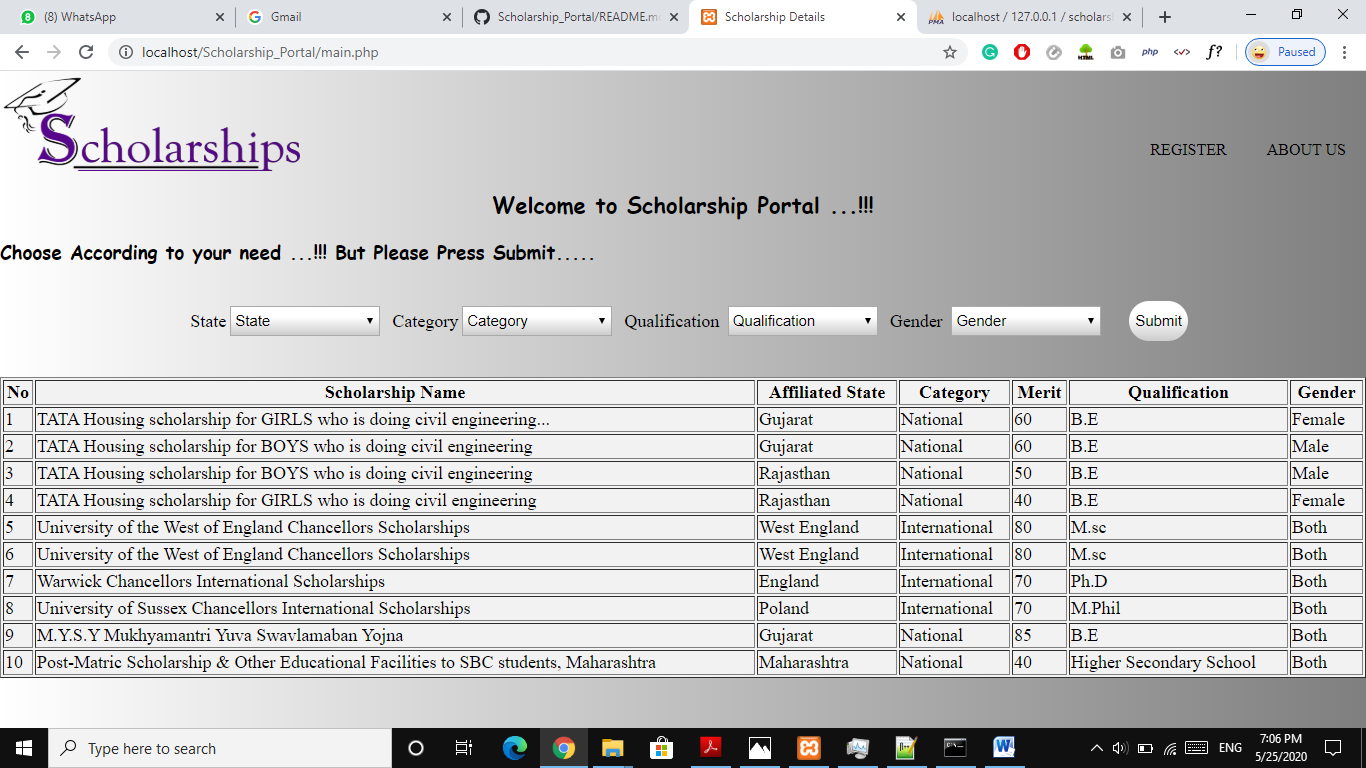 (8) WhatsApp
Gmail
Scholarship_Portal/README.m
Scholarship Details
localhost / 127.0.0.1 / scholars
localhost/Scholarship_Portal/main.php
php
f?
Paused
Scholarships
REGISTER ABOUT US
Welcome to Scholarship Portal ...!!!
Choose According to your need ...!!! But Please Press Submit.....
State State Category Category Qualification Qualification Gender Gender Submit
No Scholarship Name Affiliated State Category Merit Qualification Gender
1 TATA Housing scholarship for GIRLS who is doing civil engineering... Gujarat National 60 B.E Female
2 TATA Housing scholarship for BOYS who is doing civil engineering Gujarat National 60 B.E Male
3 TATA Housing scholarship for BOYS who is doing civil engineering Rajasthan National 50 B.E Male
4 TATA Housing scholarship for GIRLS who is doing civil engineering Rajasthan National 40 B.E Female
5 University of the West of England Chancellors Scholarships West England International 80 M.sc Both
6 University of the West of England Chancellors Scholarships West England International 80 M.sc Both
7 Warwick Chancellors International Scholarships England International 70 Ph.D Both
8 University of Sussex Chancellors International Scholarships Poland International 70 M.Phil Both
9 M.Y.S.Y Mukhyamantri Yuva Swavlamaban Yojna Gujarat National 85 B.E Both
10 Post-Matric Scholarship & Other Educational Facilities to SBC students, Maharashtra Maharashtra National 40 Higher Secondary School Both
Type here to search
ENG
7:06 PM
5/25/2020